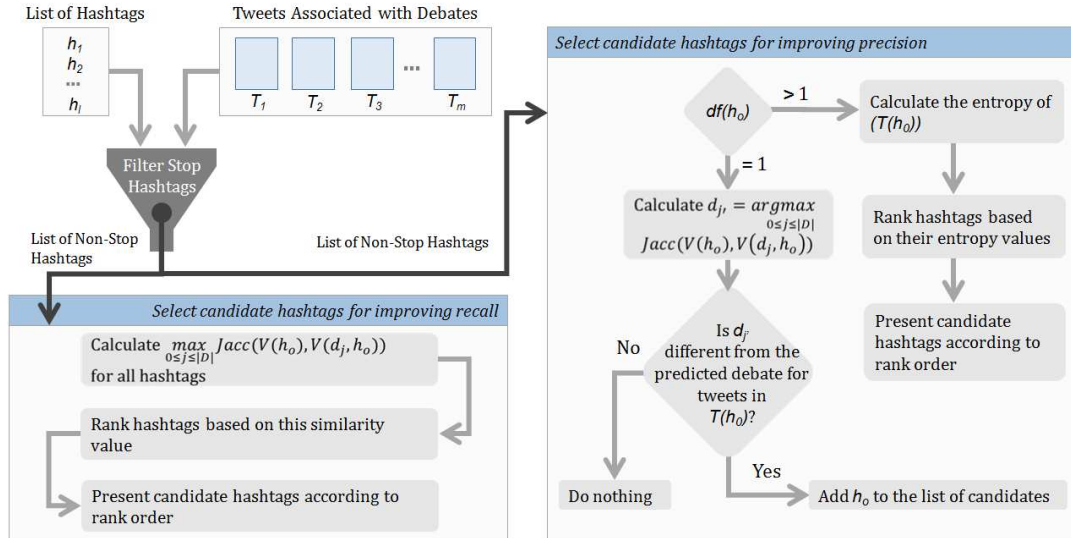 List of Hashtags
h1
h2
...
hl
Tweets Associated with Debates
T1 T2 T3 ... Tm
Filter Stop
Hashtags
List of Non-Stop
Hashtags
List of Non-Stop Hashtags
Select candidate hashtags for improving recall
Calculate max Jacc(V(ho), V(dj, ho))
0≤j≤|D|
for all hashtags
Rank hashtags based on this similarity
value
Present candidate hashtags according to
rank order
Select candidate hashtags for improving precision
df(ho)
> 1
= 1
Calculate the entropy of
(T(ho))
Rank hashtags based
on their entropy values
Present candidate
hashtags according to
rank order
Calculate dj' = argmax
0≤j≤|D|
Jacc(V(ho), V(dj, ho))
Is dj'
different from the
predicted debate for
tweets in
T(ho)?
No
Do nothing
Yes
Add ho to the list of candidates